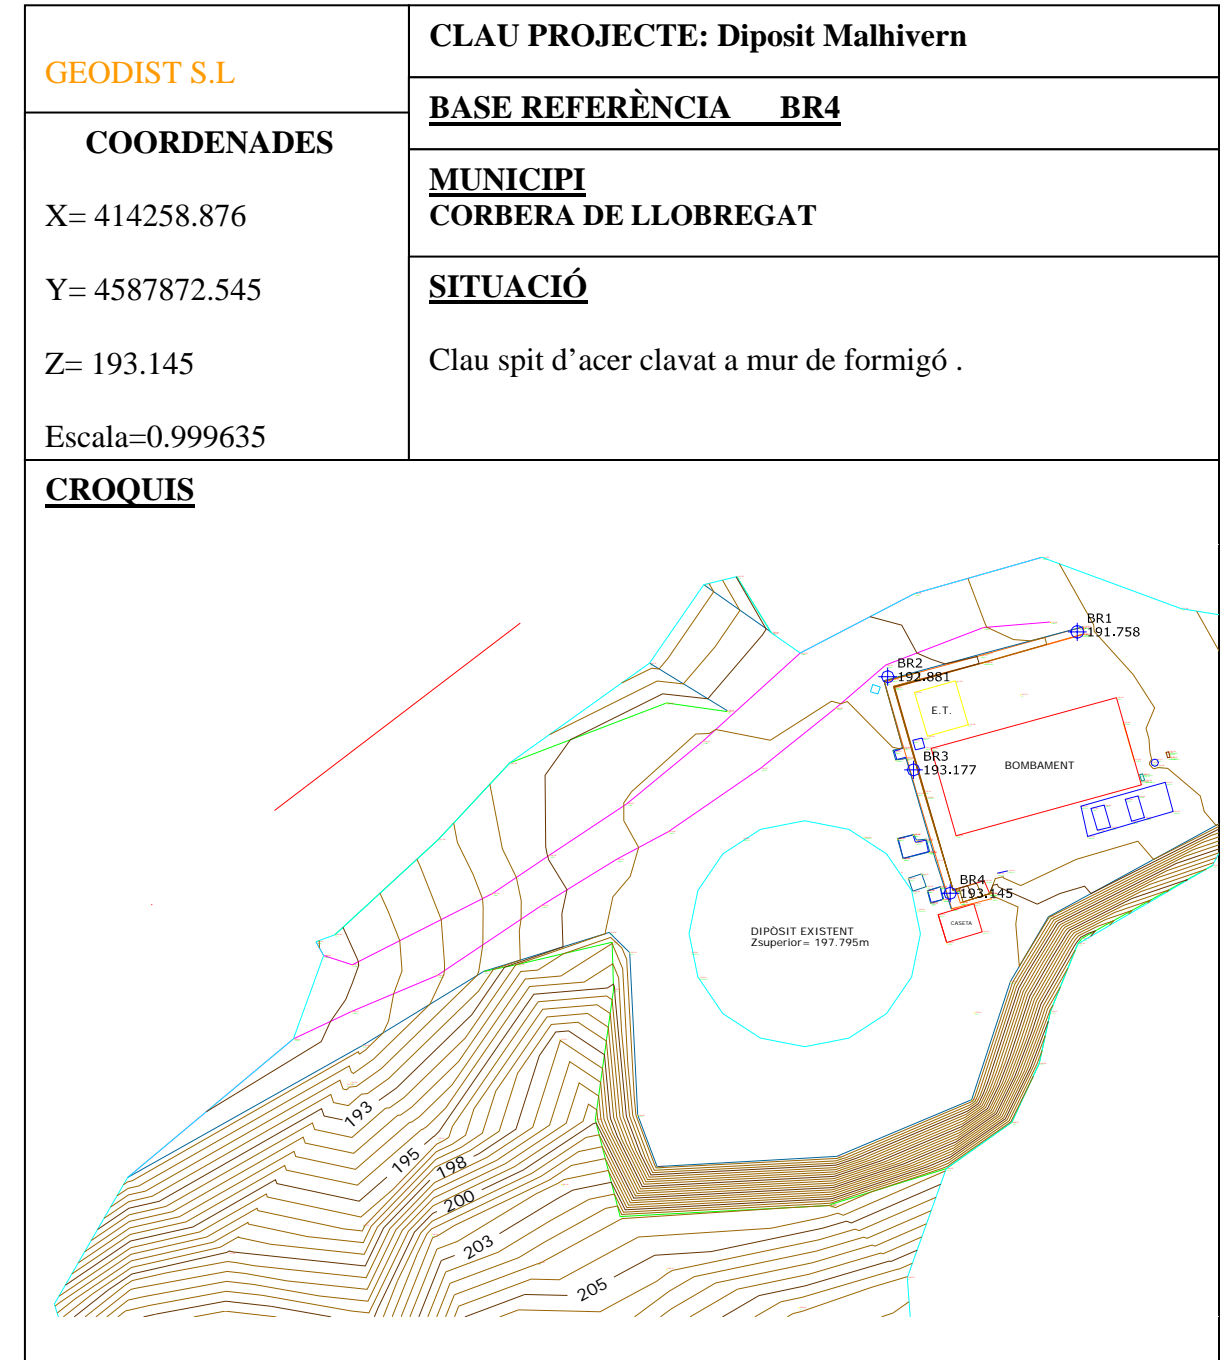 GEODIST S.L
CLAU PROJECTE: Diposit Malhivern
BASE REFERÈNCIA BR4
COORDENADES
X= 414258.876
Y= 4587872.545
Z= 193.145
Escala=0.999635
MUNICIPI
CORBERA DE LLOBREGAT
SITUACIÓ
Clau spit d’acer clavat a mur de formigó .
CROQUIS
BR1
191.758
BR2
192.881
E.T.
BR3
193.177
BOMBAMENT
BR4
193.145
CASETA
DIPÒSIT EXISTENT
Zsuperior= 197.795m
193
195
198
200
203
205